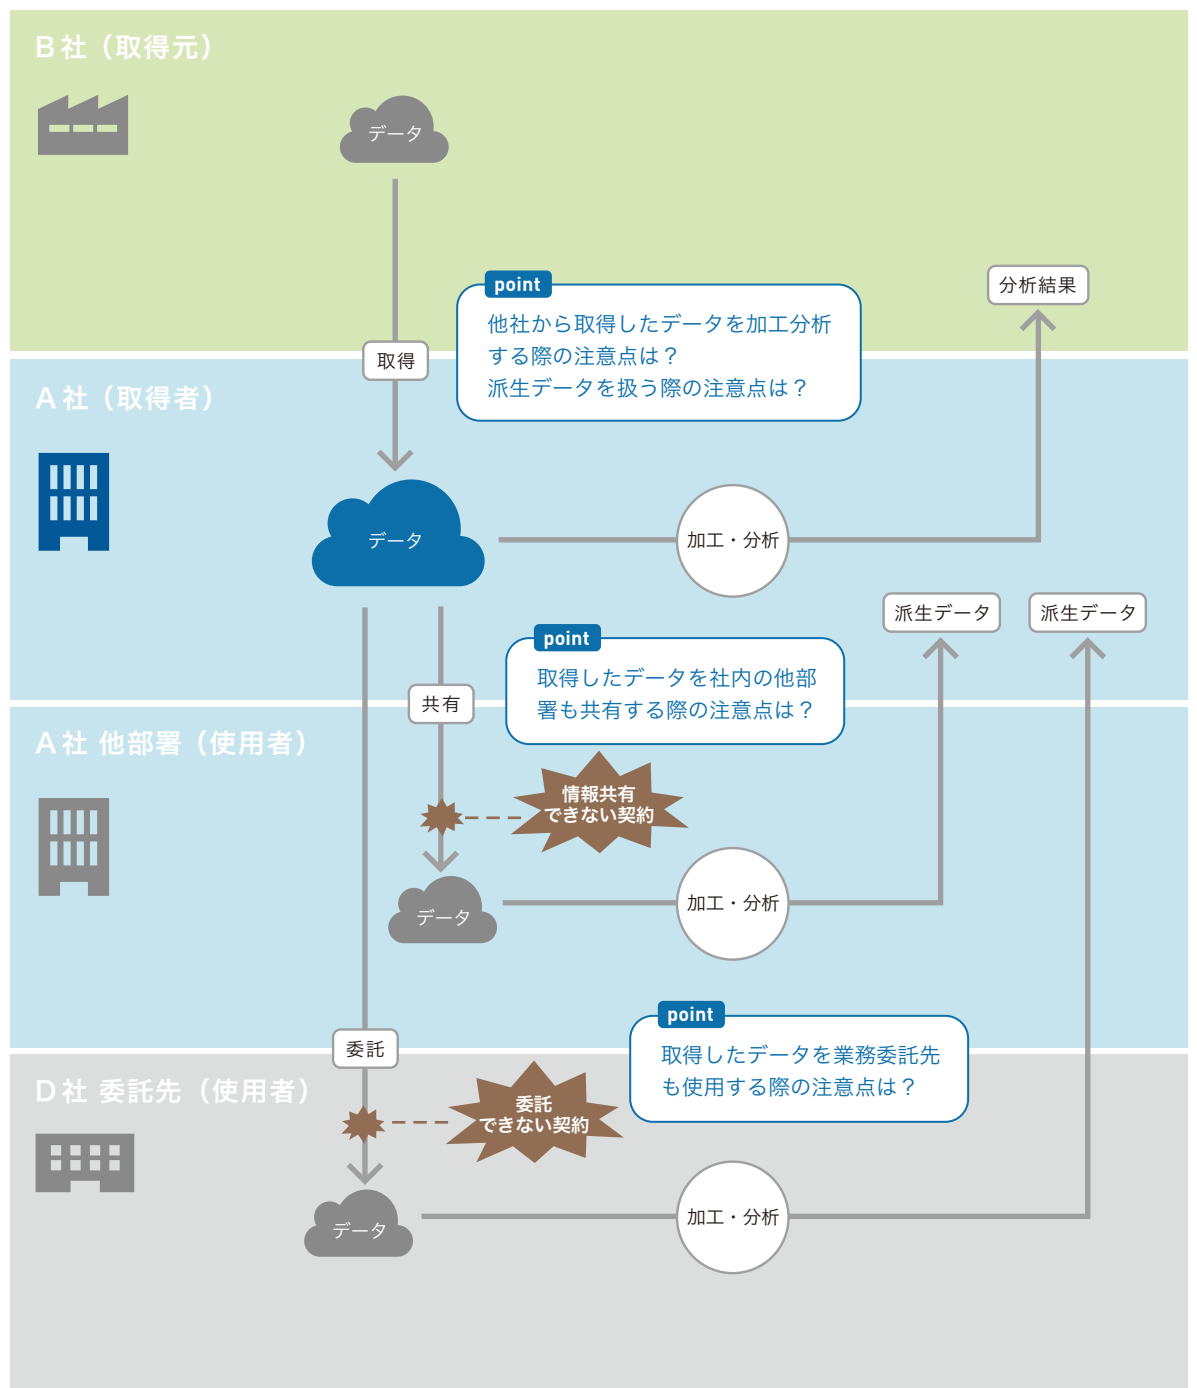 B社（取得元）
データ
分析結果
point
他社から取得したデータを加工分析
する際の注意点は？
派生データを扱う際の注意点は？
取得
A社（取得者）
データ
加工・分析
派生データ
派生データ
point
取得したデータを社内の他部
署も共有する際の注意点は？
共有
A社 他部署（使用者）
情報共有
できない契約
データ
加工・分析
point
取得したデータを業務委託先
も使用する際の注意点は？
委託
D社 委託先（使用者）
委託
できない契約
データ
加工・分析